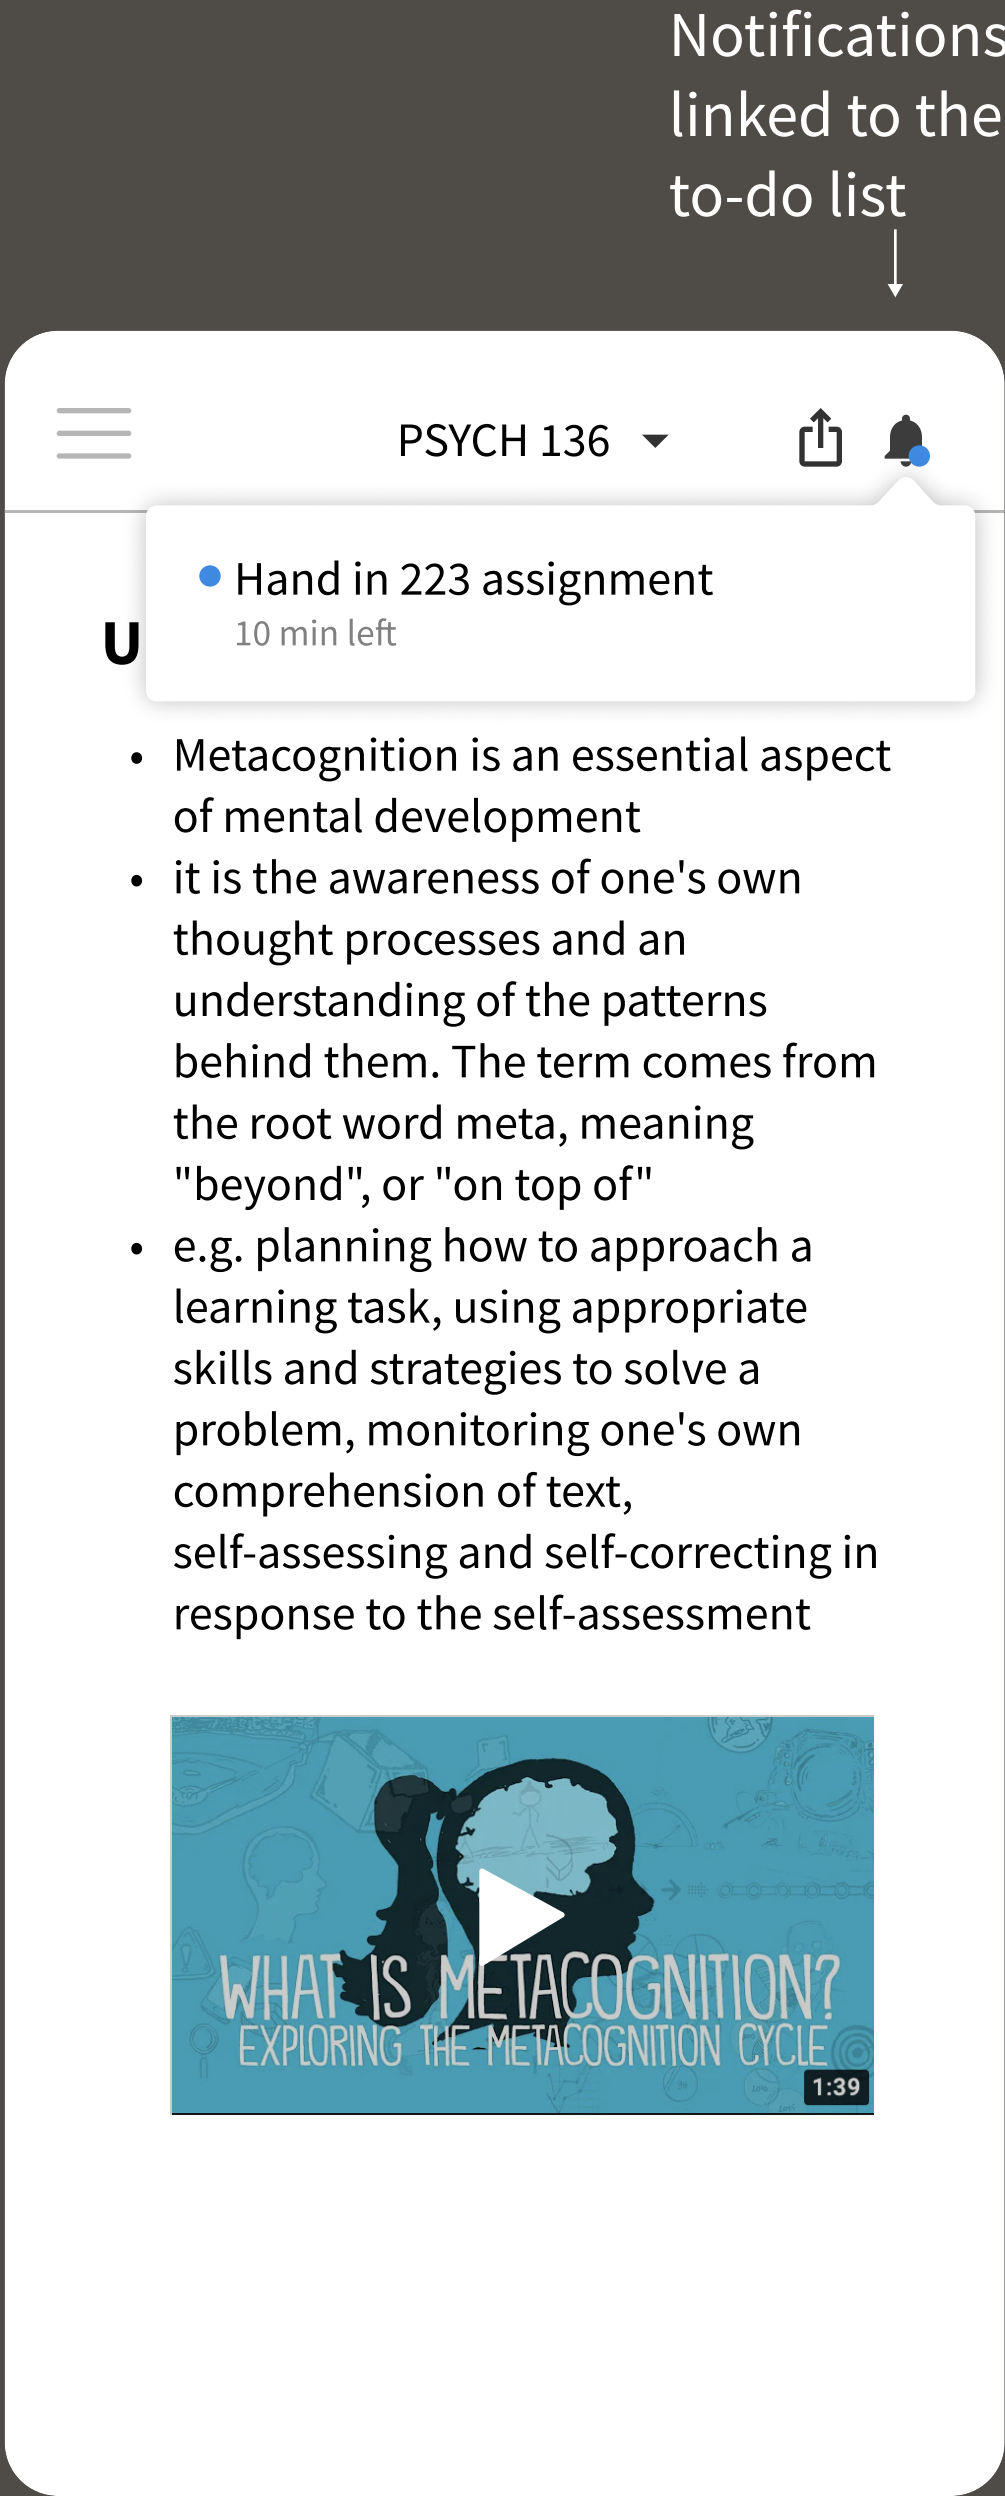 Notifications
linked to the
to-do list
PSYCH 136
Hand in 223 assignment
10 min left
U
• Metacognition is an essential aspect
of mental development
• it is the awareness of one's own
thought processes and an
understanding of the patterns
behind them. The term comes from
the root word meta, meaning
"beyond", or "on top of"
• e.g. planning how to approach a
learning task, using appropriate
skills and strategies to solve a
problem, monitoring one's own
comprehension of text,
self-assessing and self-correcting in
response to the self-assessment
WHAT IS METACOGNITION?
EXPLORING THE METACOGNITION CYCLE
1:39